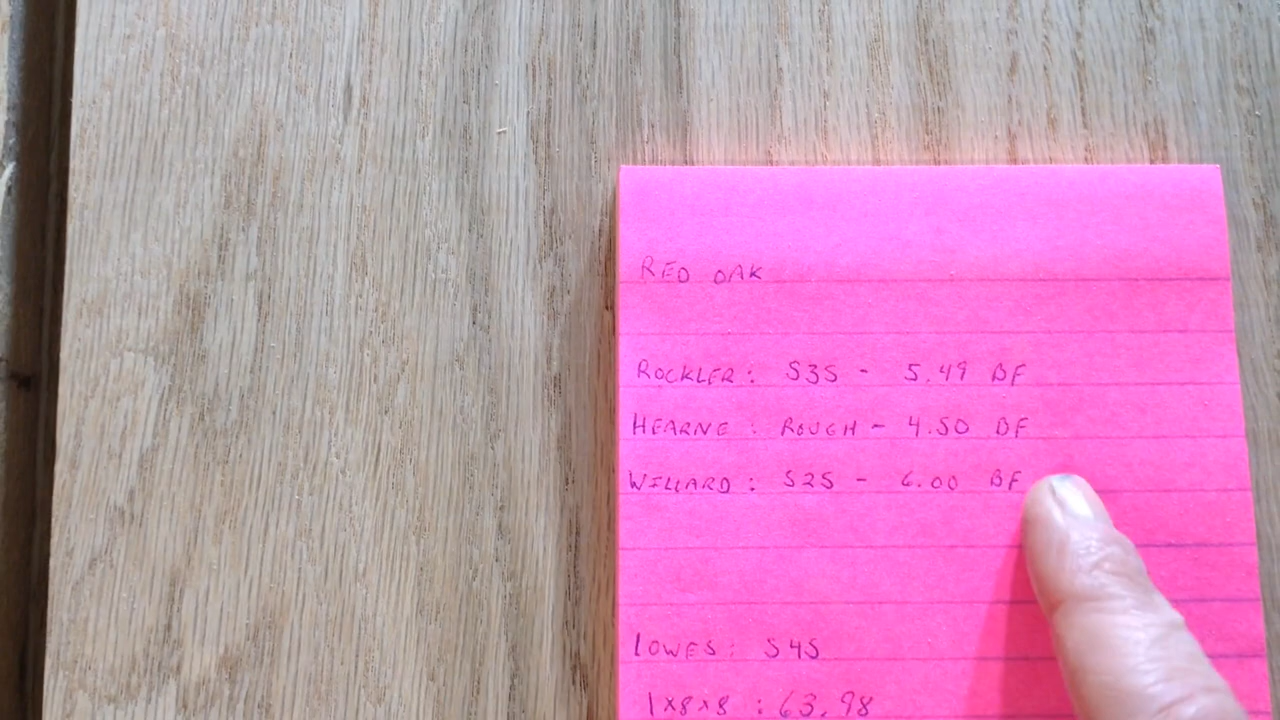 RED OAK
ROCKLER: S3S - 5.49 BF
HEARNE: ROUGH - 4.50 BF
WILLARD: S2S - 6.00 BF
LOWES: S4S
1x8x8: 63.98